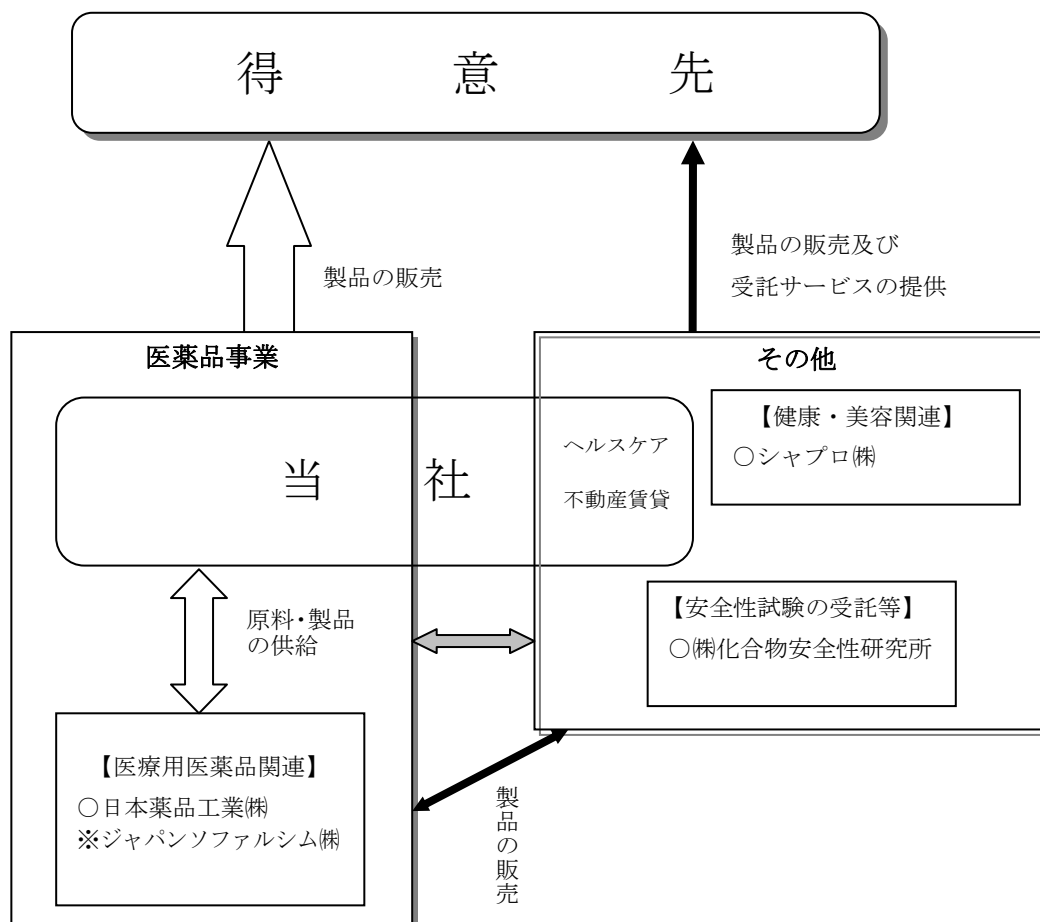 得意先
製品の販売
製品の販売及び
受託サービスの提供
医薬品事業
その他
当社
ヘルスケア
不動産賃貸
【健康・美容関連】
○シャプロ㈱
原料・製品
の供給
【安全性試験の受託等】
○㈱化合物安全性研究所
【医療用医薬品関連】
○日本薬品工業㈱
※ジャパンソファルシム㈱
製品の販売